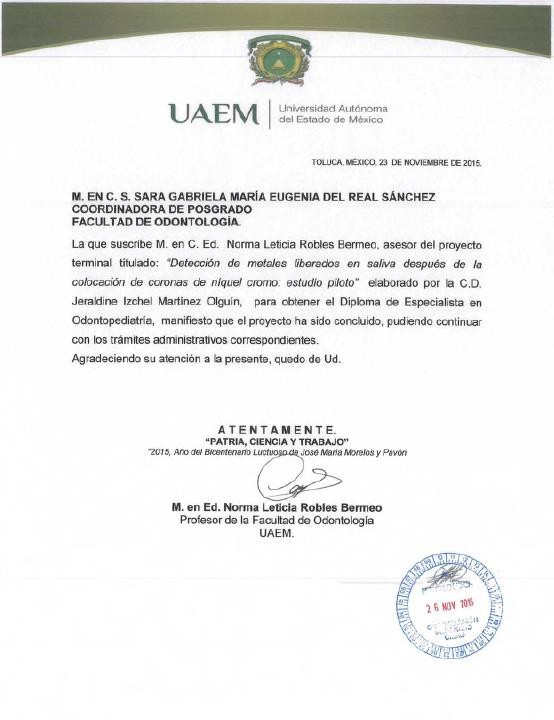 UAEM
Universidad Autónoma
del Estado de México
TOLUCA, MÉXICO, 23 DE NOVIEMBRE DE 2015.
M. EN C. S. SARA GABRIELA MARÍA EUGENIA DEL REAL SÁNCHEZ
COORDINADORA DE POSGRADO
FACULTAD DE ODONTOLOGÍA.
La que suscribe M. en C. Ed. Norma Leticia Robles Bermeo, asesor del proyecto
terminal titulado: "Detección de metales liberados en saliva después de la
colocación de coronas de níquel cromo: estudio piloto" elaborado por la C.D.
Jeraldine Izchel Martínez Olguín, para obtener el Diploma de Especialista en
Odontopediatría, manifiesto que el proyecto ha sido concluido, pudiendo continuar
con los trámites administrativos correspondientes.
Agradeciendo su atención a la presente, quedo de Ud.
ATENTAMENTE.
"PATRIA, CIENCIA Y TRABAJO"
"2015, Año del Bicentenario Luctuoso de José María Morelos y Pavón
M. en Ed. Norma Leticia Robles Bermeo
Profesor de la Facultad de Odontología
UAEM.
26 NOV 2015